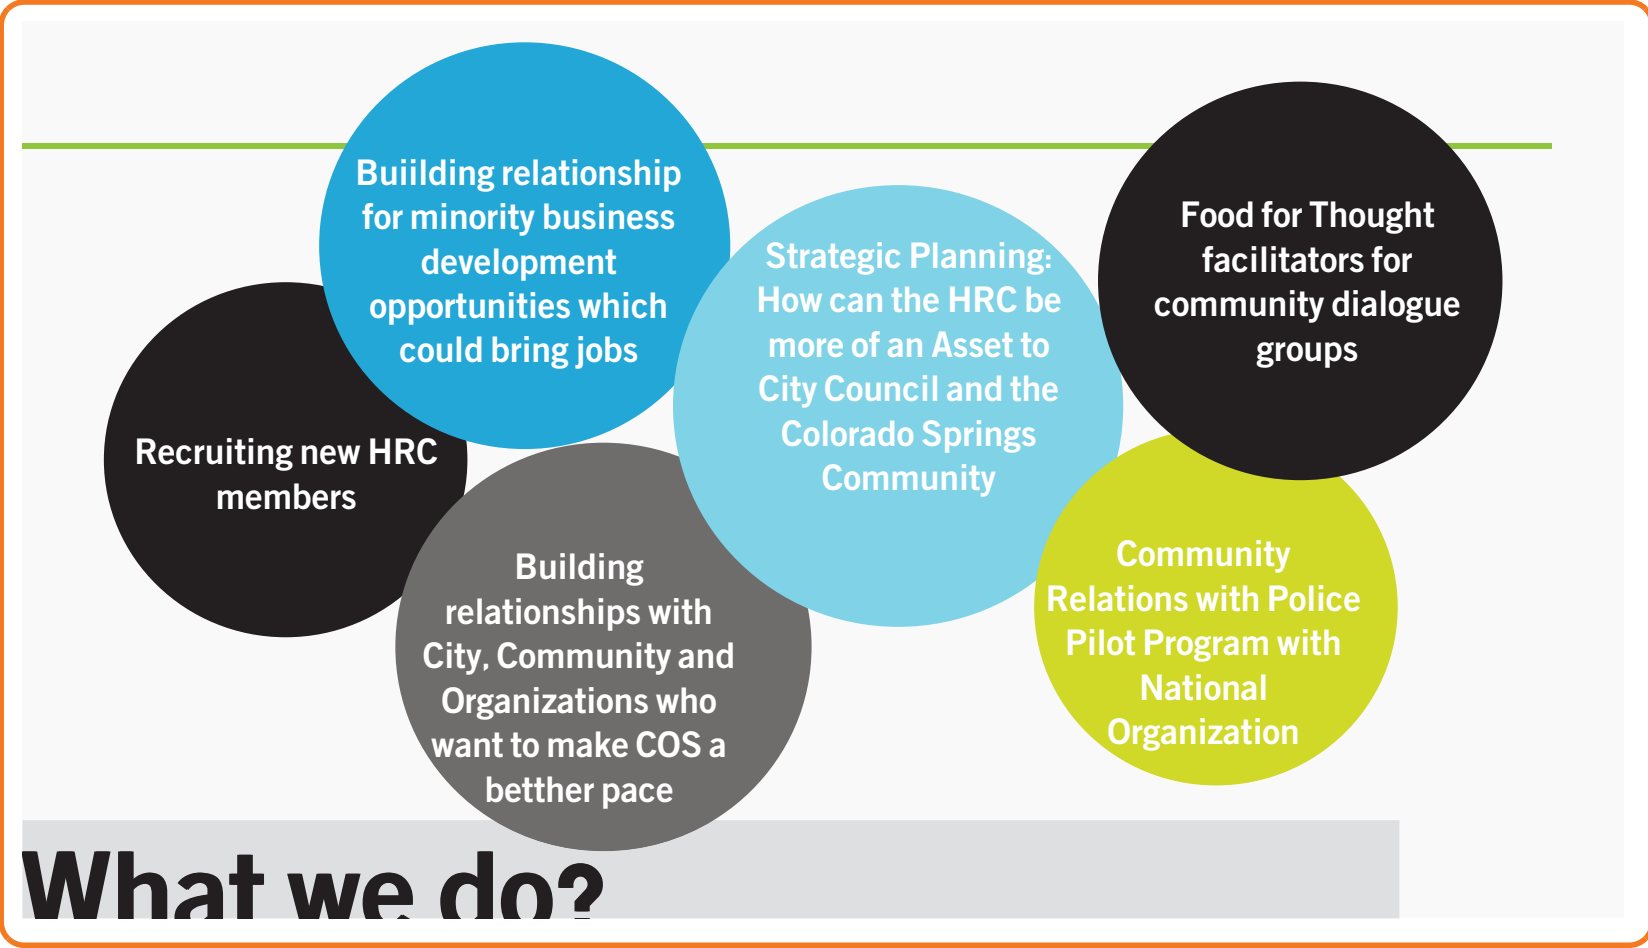 Buiilding relationship
for minority business
development
opportunities which
could bring jobs
Strategic Planning:
How can the HRC be
more of an Asset to
City Council and the
Colorado Springs
Community
Food for Thought
facilitators for
community dialogue
groups
Recruiting new HRC
members
Building
relationships with
City, Community and
Organizations who
want to make COS a
betther pace
Community
Relations with Police
Pilot Program with
National
Organization
What we do?